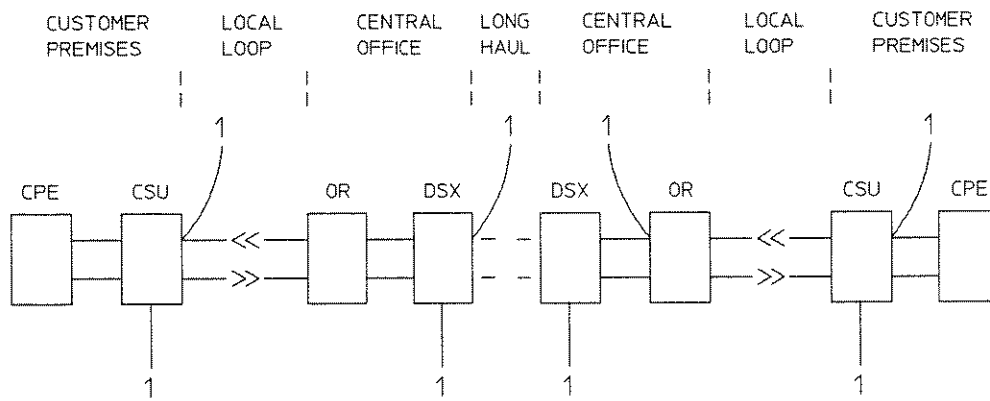 CUSTOMER PREMISES
LOCAL LOOP
CENTRAL OFFICE
LONG HAUL
CENTRAL OFFICE
LOCAL LOOP
CUSTOMER PREMISES
1 1 1 1
CPE CSU OR DSX DSX OR CSU CPE
<< <<
>> >>
1 1 1 1